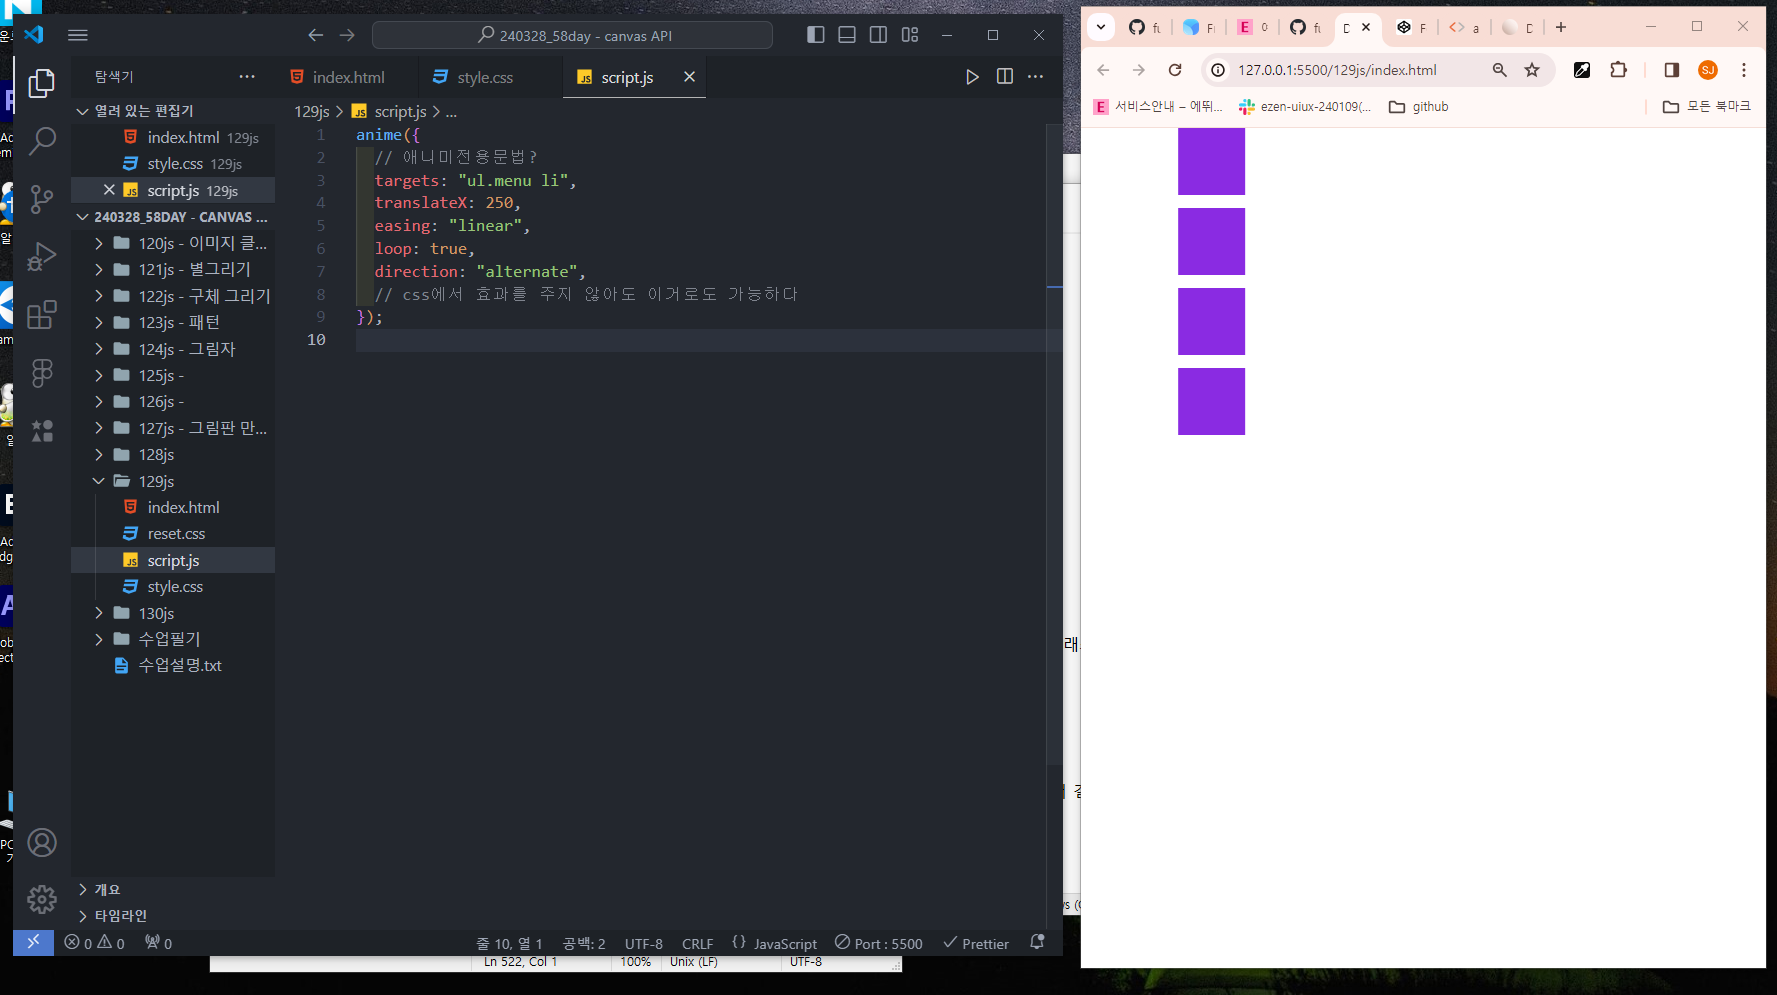 240328_58day - canvas API
탐색기
index.html
style.css
script.js
열려 있는 편집기
index.html 129js
style.css 129js
script.js 129js
240328_58DAY - CANVAS ...
120js - 이미지 클...
121js - 별그리기
122js - 구체 그리기
123js - 패턴
124js - 그림자
125js -
126js -
127js - 그림판 만...
128js
129js
index.html
reset.css
script.js
style.css
130js
수업필기
수업설명.txt
개요
타임라인
129js > script.js > ...
1 anime({
2 // 애니미전용문법?
3 targets: "ul.menu li",
4 translateX: 250,
5 easing: "linear",
6 loop: true,
7 direction: "alternate",
8 // css에서 효과를 주지 않아도 이거로도 가능하다
9 });
10
0 0 0
줄 10, 열 1 공백: 2 UTF-8 CRLF {} JavaScript Port : 5500 Prettier
Ln 522, Col 1 100% Unix (LF) UTF-8
127.0.0.1:5500/129js/index.html
SJ
서비스안내 – 에뛰... ezen-uiux-240109(... github 모든 북마크